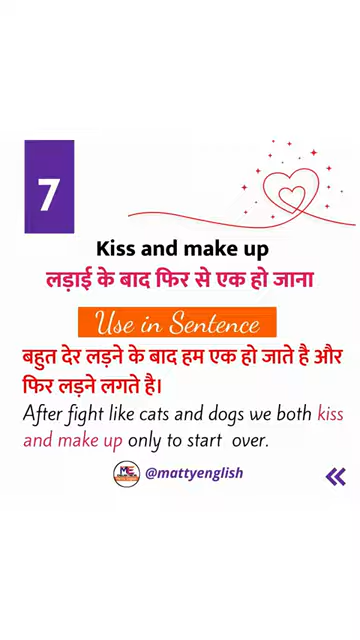 7
Kiss and make up
लड़ाई के बाद फिर से एक हो जाना
Use in Sentence
बहुत देर लड़ने के बाद हम एक हो जाते है और
फिर लड़ने लगते है।
After fight like cats and dogs we both kiss
and make up only to start over.
ME
@mattyenglish